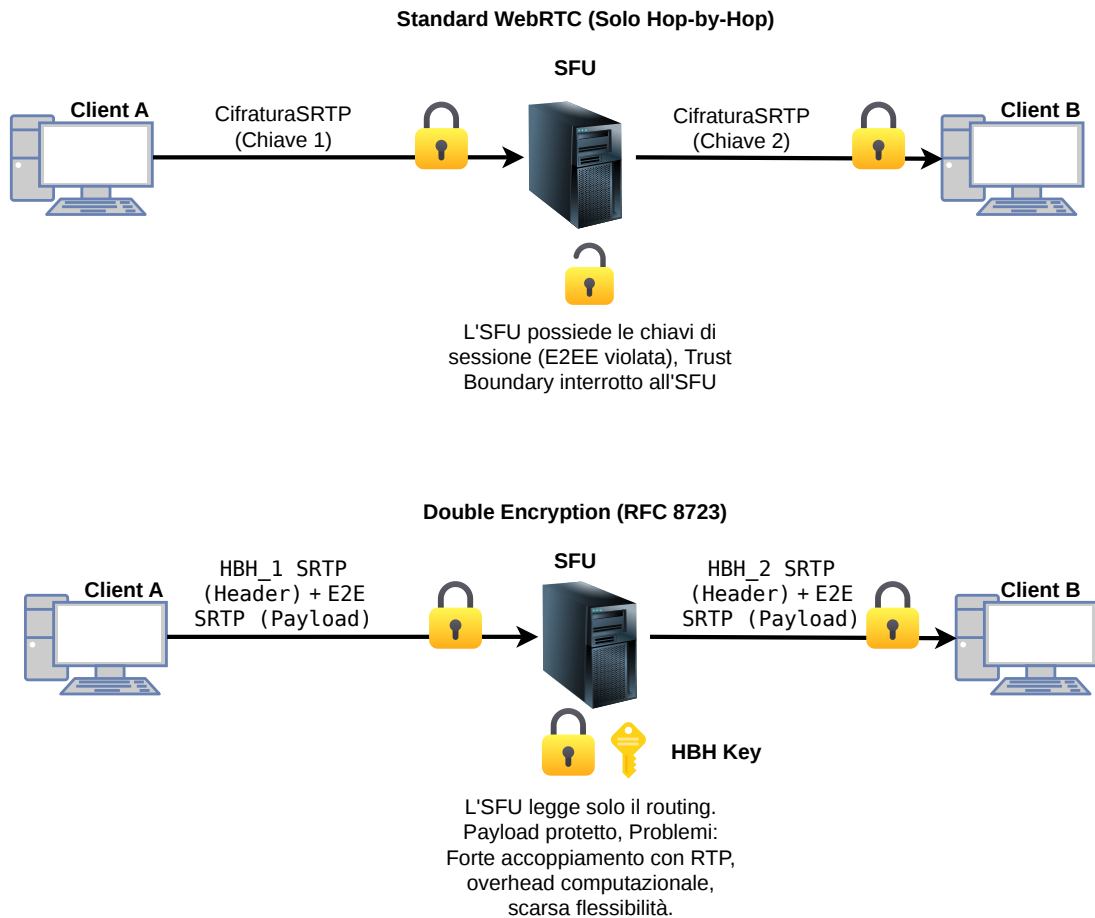 Standard WebRTC (Solo Hop-by-Hop)
SFU
Client A
CifraturaSRTP
(Chiave 1)
CifraturaSRTP
(Chiave 2)
Client B
L'SFU possiede le chiavi di
sessione (E2EE violata), Trust
Boundary interrotto all'SFU
Double Encryption (RFC 8723)
SFU
Client A
HBH_1 SRTP
(Header) + E2E
SRTP (Payload)
HBH_2 SRTP
(Header) + E2E
SRTP (Payload)
Client B
HBH Key
L'SFU legge solo il routing.
Payload protetto, Problemi:
Forte accoppiamento con RTP,
overhead computazionale,
scarsa flessibilità.